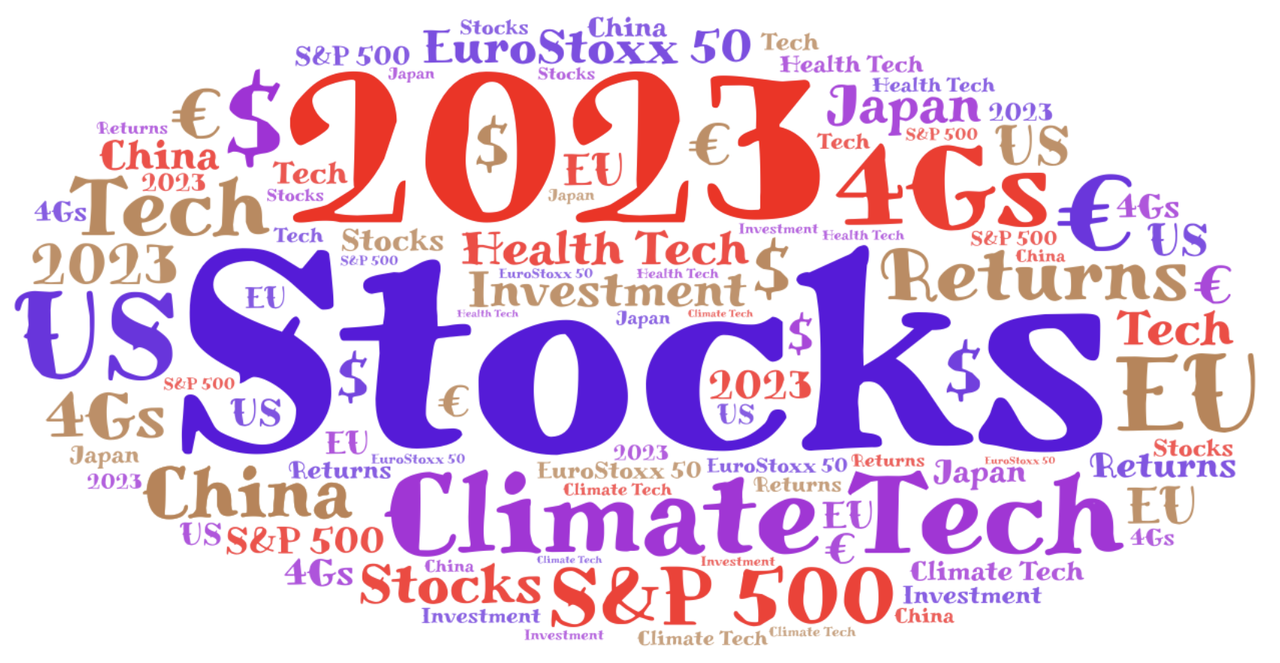 Stocks China
S&P 500 EuroStoxx 50 Tech
Japan Stocks Health Tech
Health Tech
€ $ 2023 Japan 2023
Returns $ € Tech S&P 500 US
China Tech EU 4Gs
2023 Stocks Japan
4Gs Tech € 4Gs
Tech Stocks Investment Health Tech S&P 500 US
2023 S&P 500 Health Tech $ China
EuroStoxx 50 Health Tech Returns €
US EU Investment
Health Tech Japan Climate Tech
Stocks $ Tech
S&P 500 $ 2023 $ EU
4Gs US € US
Japan EU 2023 Stocks
2023 Returns EuroStoxx 50 EuroStoxx 50 EuroStoxx 50 Returns Japan EuroStoxx 50 Returns
China Climate Tech Returns EU
Climate Tech EU
US S&P 500 € 4Gs
4Gs China Climate Tech Investment Climate Tech
Stocks S&P 500 Investment
Investment China
Investment Climate Tech Climate Tech